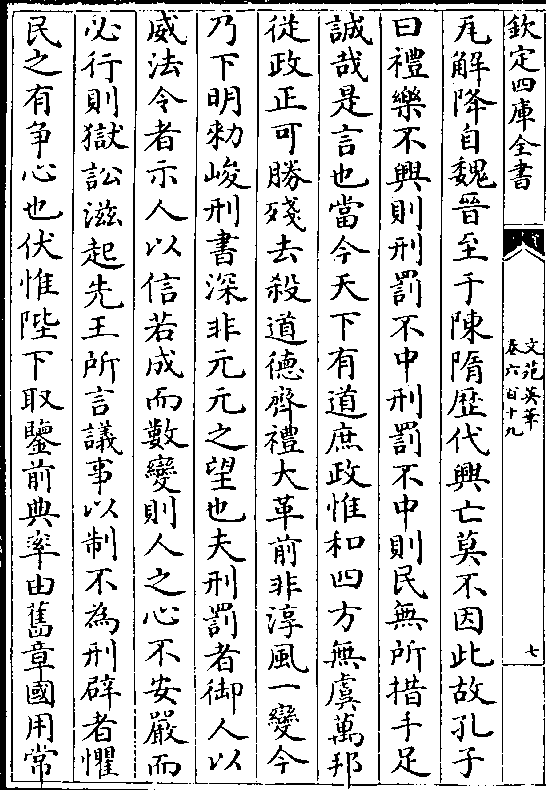 欽定四庫全書
文苑英華
卷六百十九
七
兀解降自魏晉至于陳隋歴代興亡莫不因此故孔子
曰禮樂不興則刑罰不中刑罰不中則民無所措手足
誠哉是言也當今天下有道庶政惟和四方無虞萬邦
從政正可勝殘去殺道德齊禮大革前非淳風一變今
乃下明勑峻刑書深非元元之望也夫刑罰者御人以
威法令者示人以信若成而數變則人之心不安嚴而
必行則獄訟滋起先王所言議事以制不為刑辟者懼
民之有争心也伏惟陛下取鑒前典率由舊章國用常